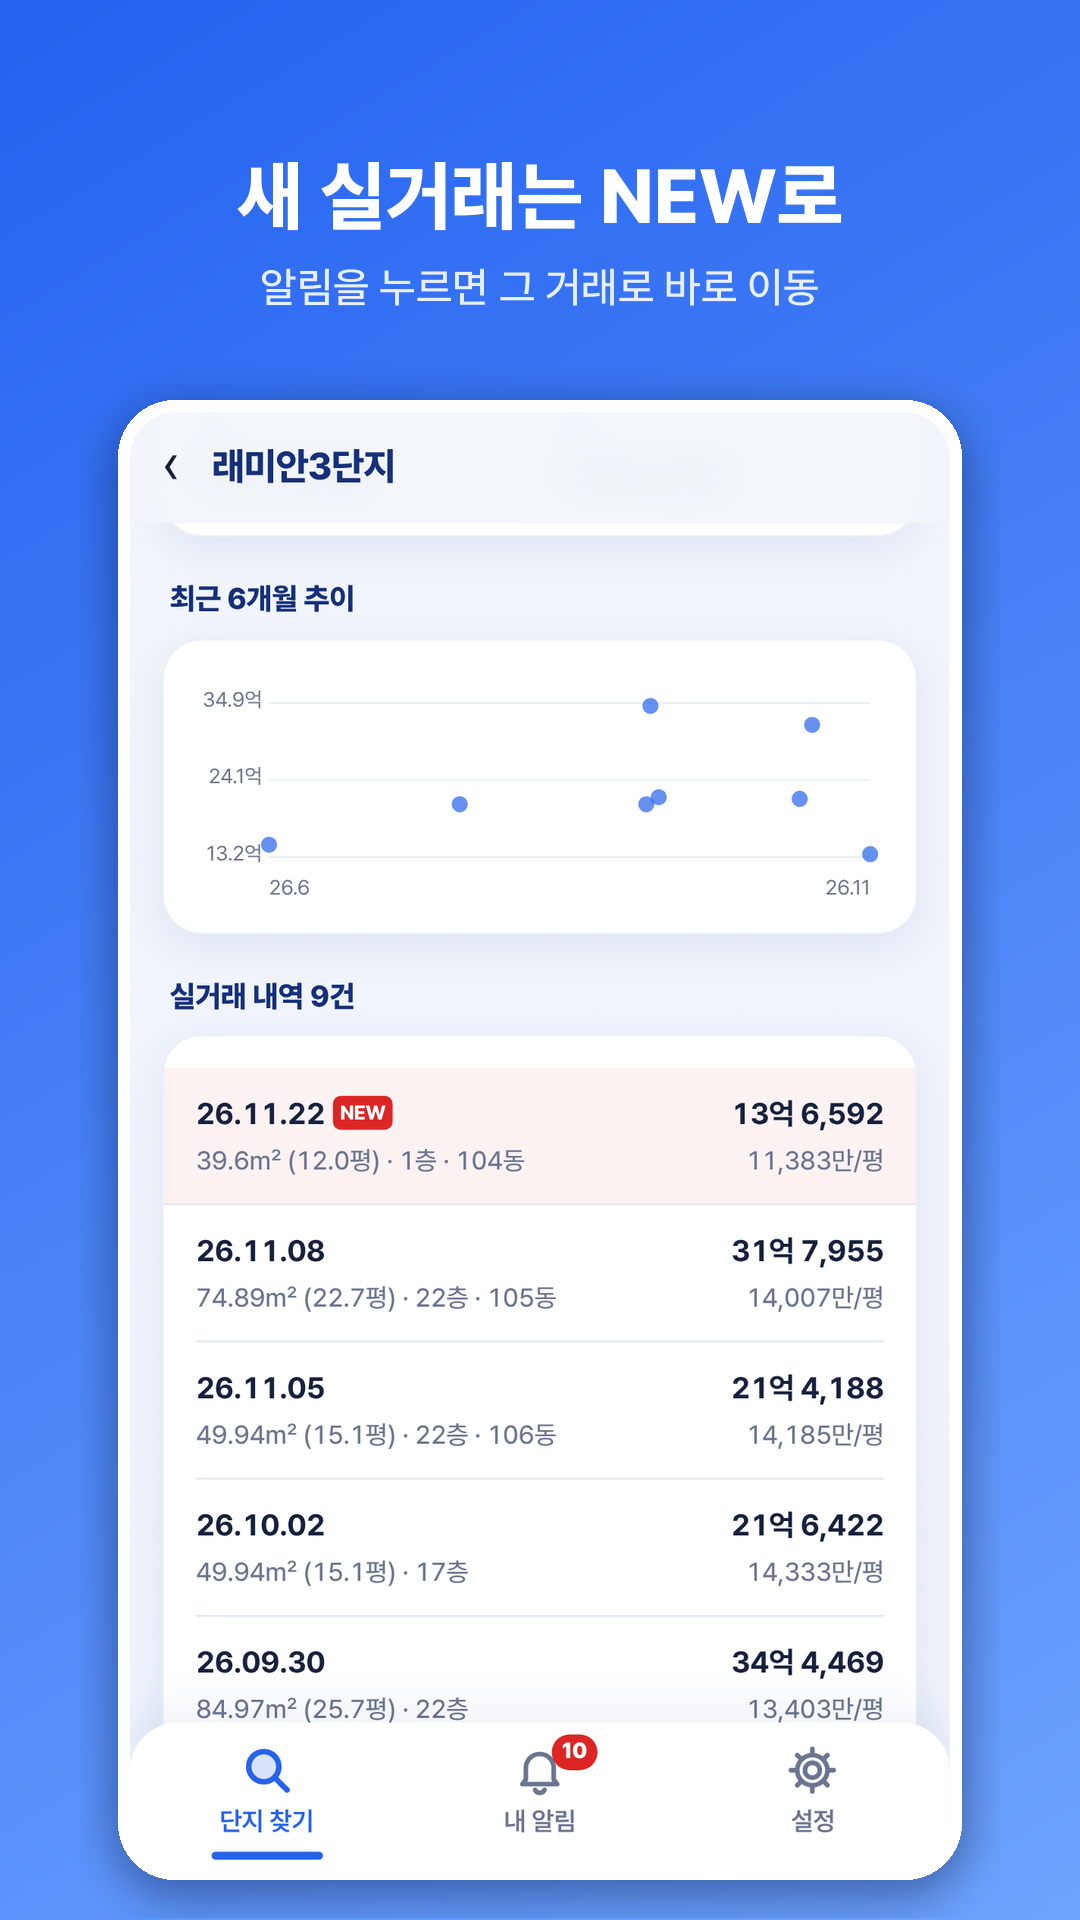 새 실거래는 NEW로
알림을 누르면 그 거래로 바로 이동
래미안3단지
최근 6개월 추이
34.9억
24.1억
13.2억
26.6 26.11
실거래 내역 9건
26.11.22 NEW 13억 6,592
39.6m² (12.0평) · 1층 · 104동 11,383만/평
26.11.08 31억 7,955
74.89m² (22.7평) · 22층 · 105동 14,007만/평
26.11.05 21억 4,188
49.94m² (15.1평) · 22층 · 106동 14,185만/평
26.10.02 21억 6,422
49.94m² (15.1평) · 17층 14,333만/평
26.09.30 34억 4,469
84.97m² (25.7평) · 22층 13,403만/평
10
단지 찾기 내 알림 설정